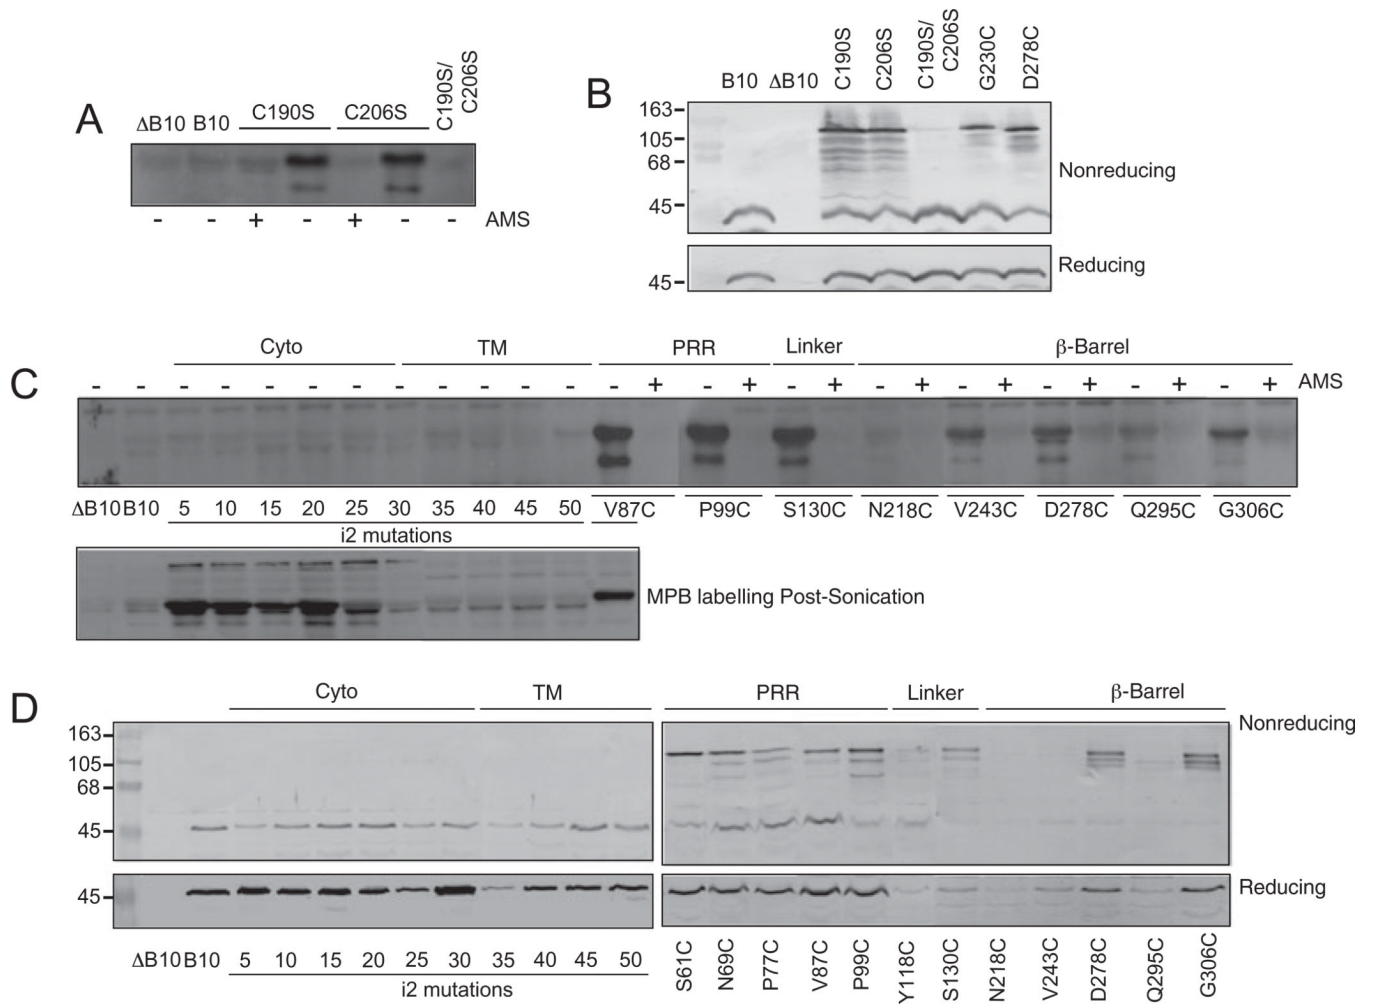 A
ΔB10 B10 C190S C206S C190S/ C206S
- - + - + - - AMS
B
B10 ΔB10 C190S C206S C190S/ C206S G230C D278C
163
105
68
45
Nonreducing
45
Reducing
C
Cyto TM PRR Linker β-Barrel
- - - - - - - - - - - - - + - + - + - + - + - + - + - + AMS
ΔB10 B10 5 10 15 20 25 30 35 40 45 50 V87C P99C S130C N218C V243C D278C Q295C G306C
i2 mutations
MPB labelling Post-Sonication
D
Cyto TM PRR Linker β-Barrel
163
105
68
45
Nonreducing
45
Reducing
ΔB10 B10 5 10 15 20 25 30 35 40 45 50 S61C N69C P77C V87C P99C Y118C S130C N218C V243C D278C Q295C G306C
i2 mutations